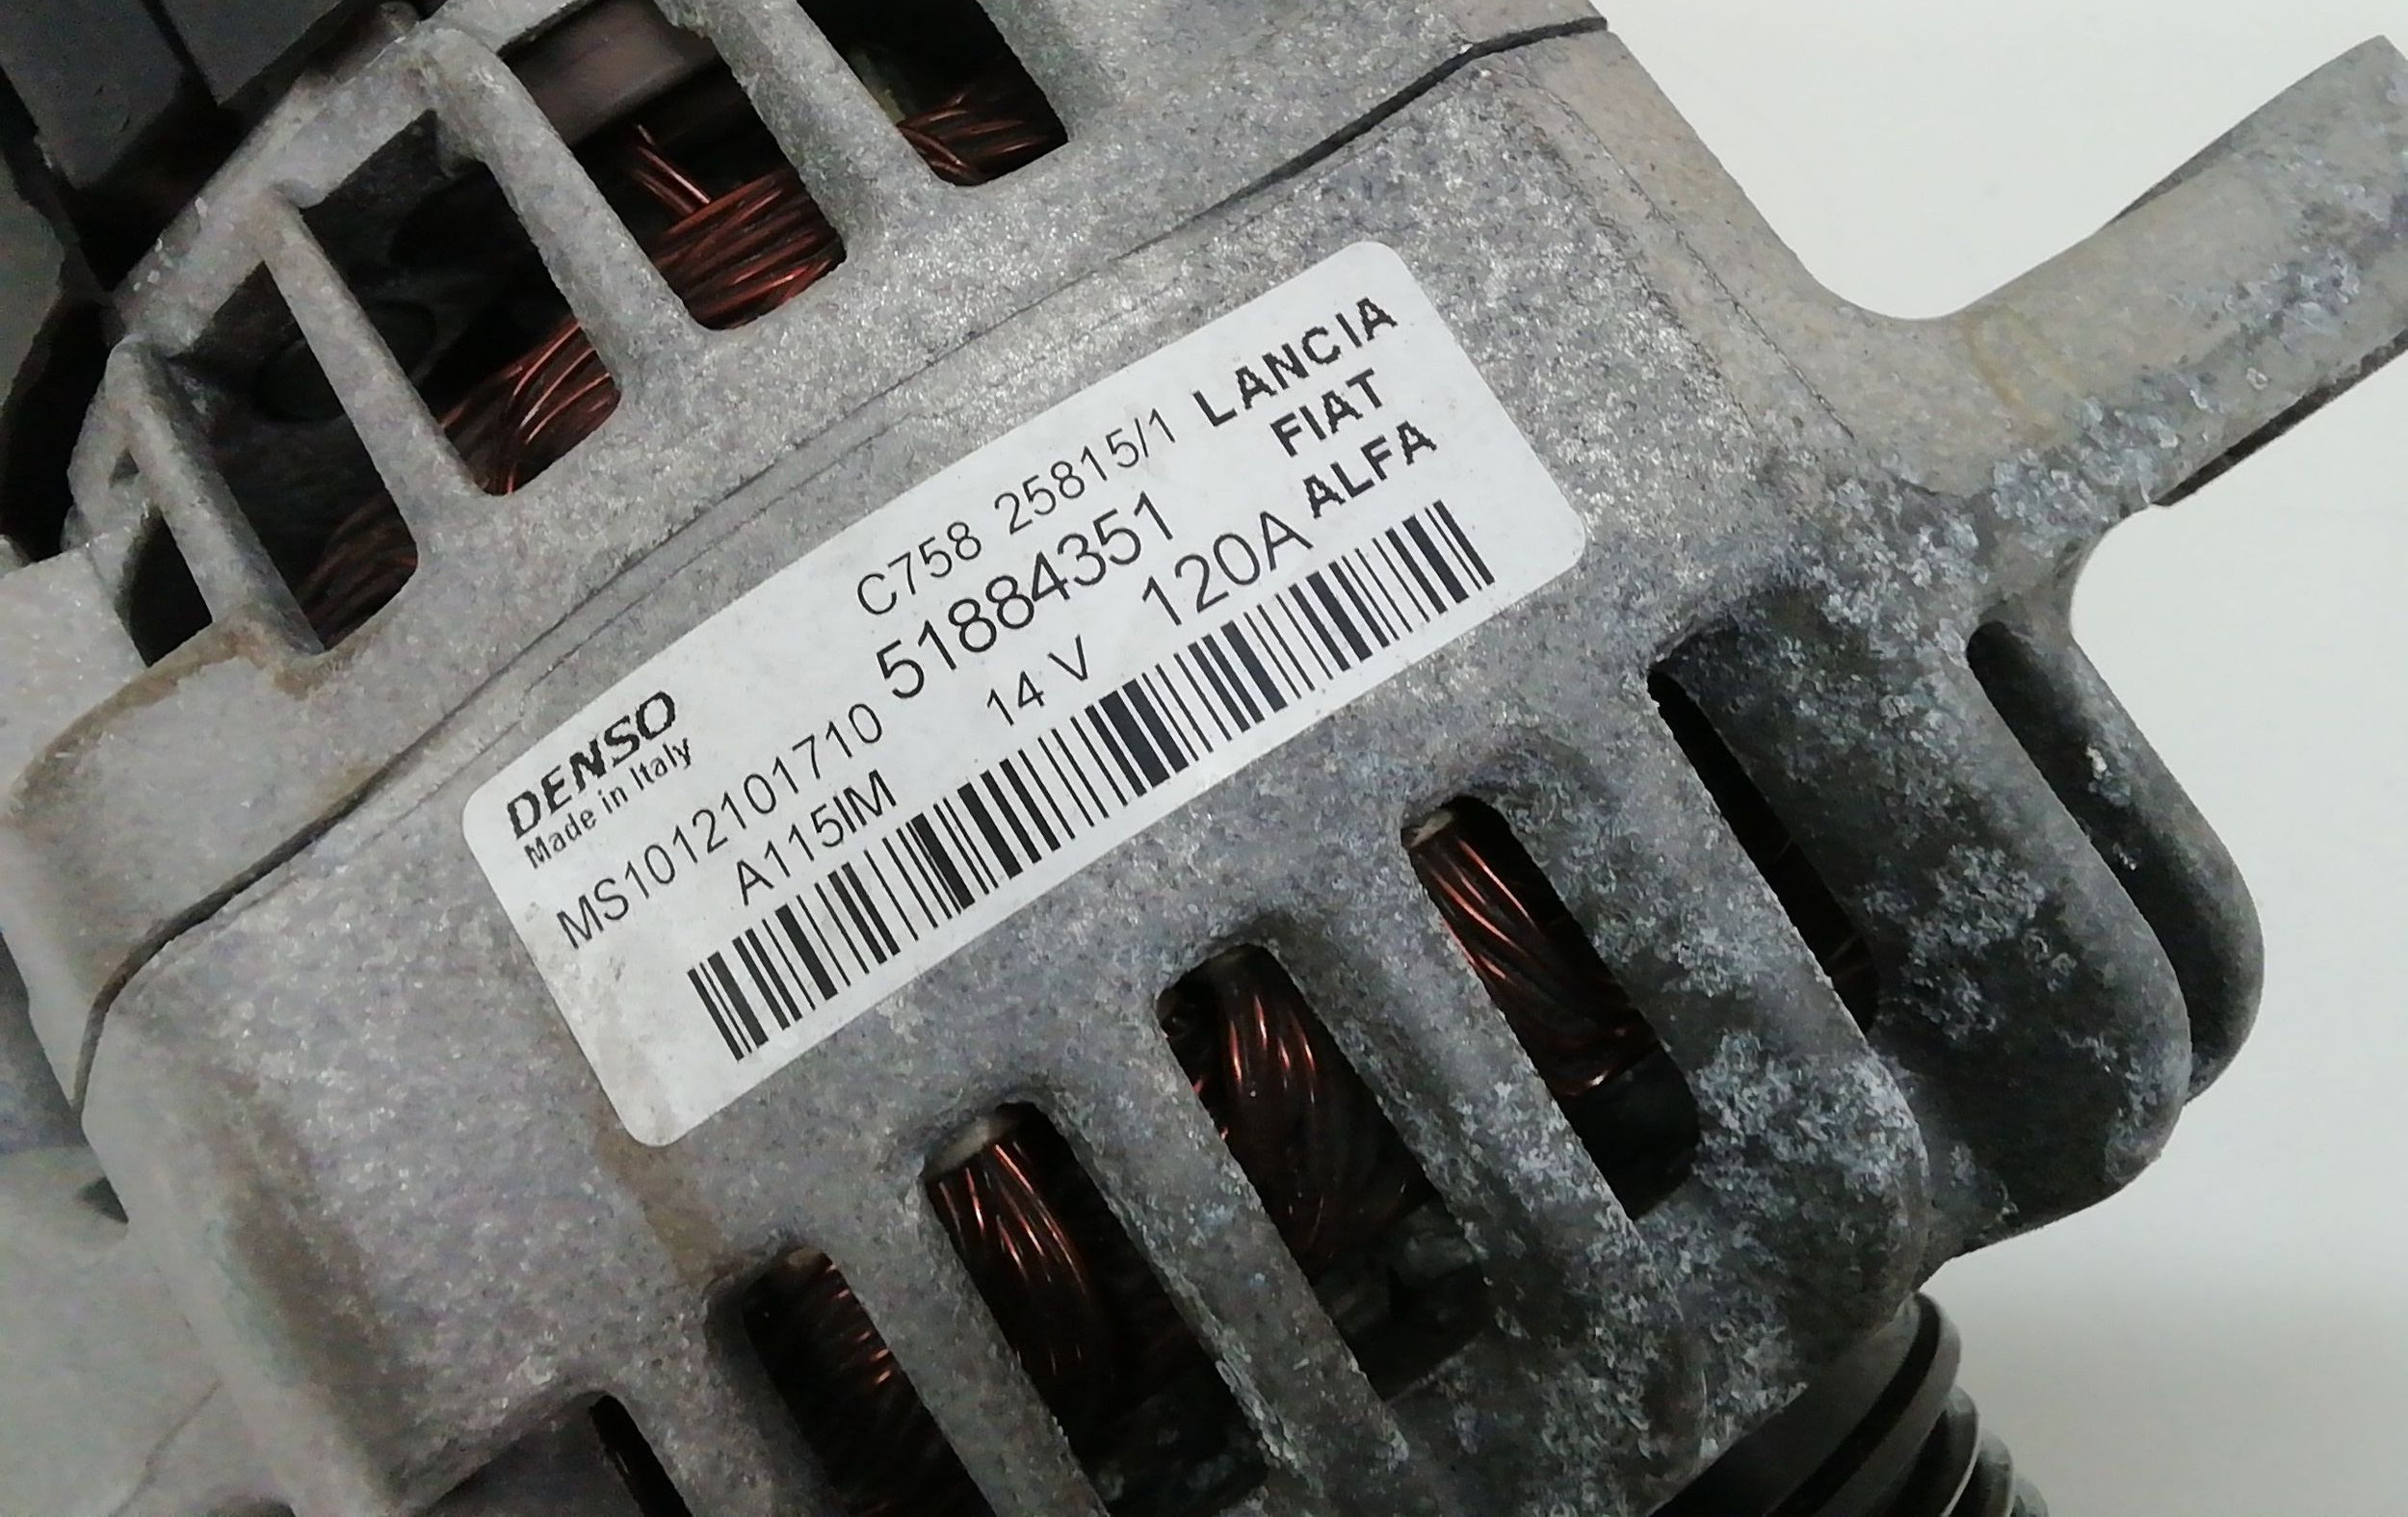 DENSO
Made in Italy
C758 25815/1
LANCIA
FIAT
ALFA
MS1012101710
51884351
A115IM
14 V
120A